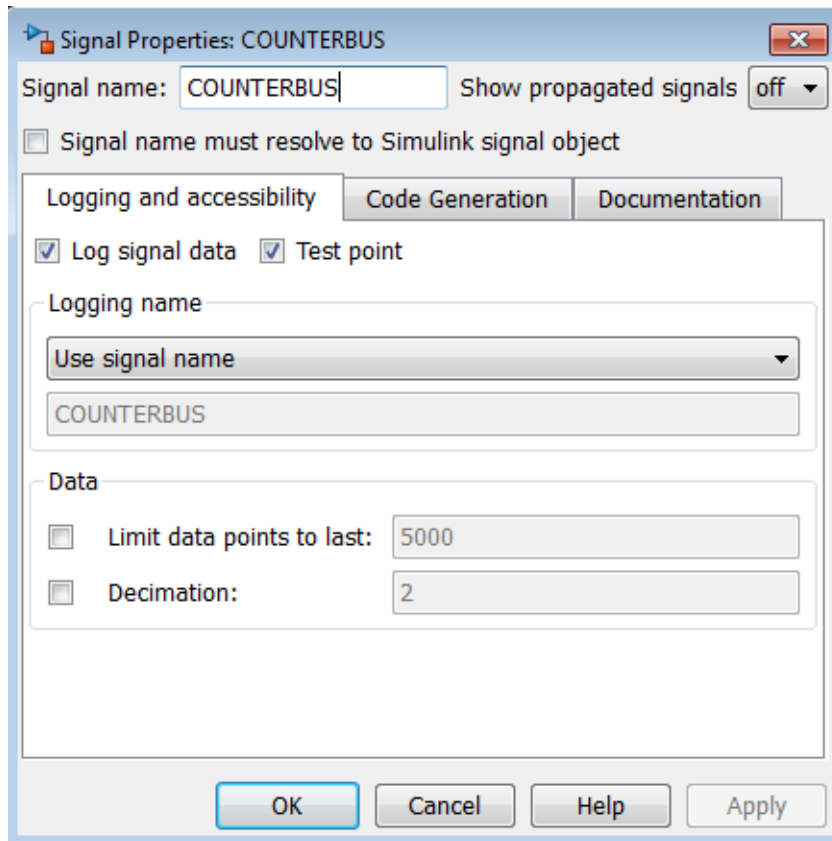 Signal Properties: COUNTERBUS
Signal name: COUNTERBUS Show propagated signals off
Signal name must resolve to Simulink signal object
Logging and accessibility Code Generation Documentation
Log signal data Test point
Logging name
Use signal name
COUNTERBUS
Data
Limit data points to last: 5000
Decimation: 2
OK Cancel Help Apply